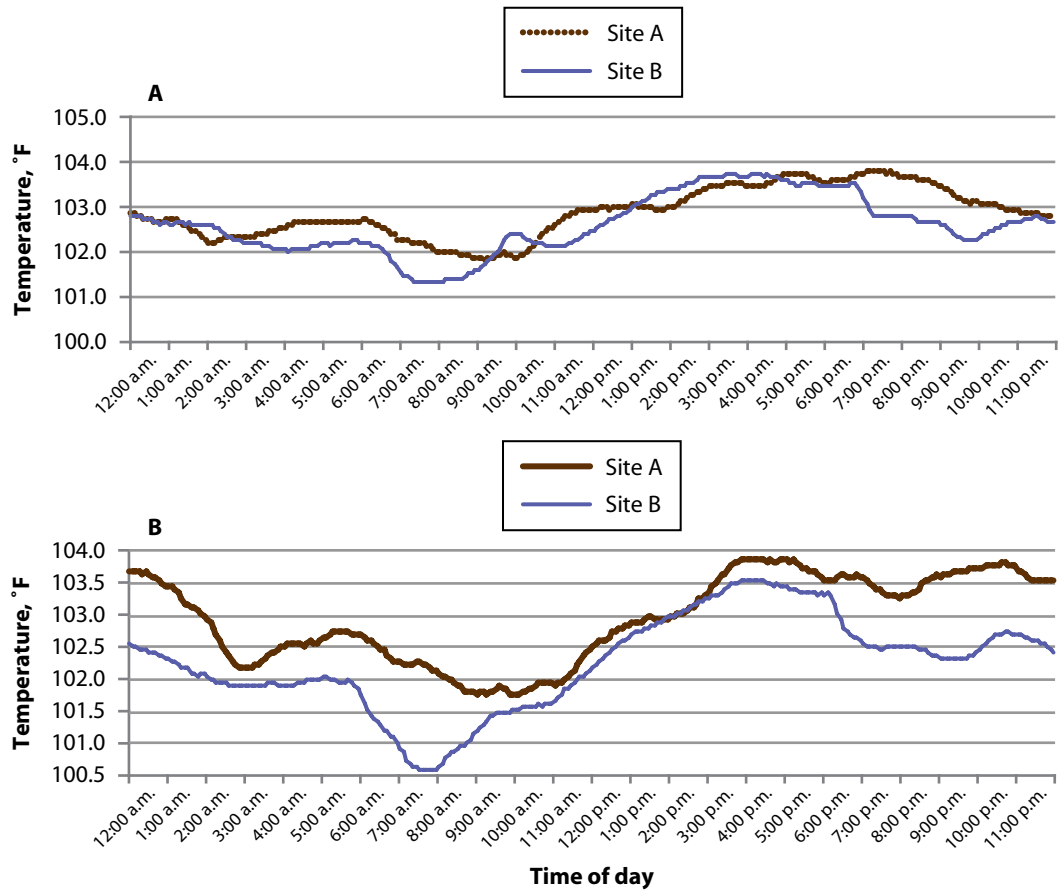 Site A
Site B
A
Temperature, ˚F
105.0
104.0
103.0
102.0
101.0
100.0
12:00 a.m.
1:00 a.m.
2:00 a.m.
3:00 a.m.
4:00 a.m.
5:00 a.m.
6:00 a.m.
7:00 a.m.
8:00 a.m.
9:00 a.m.
10:00 a.m.
11:00 a.m.
12:00 p.m.
1:00 p.m.
2:00 p.m.
3:00 p.m.
4:00 p.m.
5:00 p.m.
6:00 p.m.
7:00 p.m.
8:00 p.m.
9:00 p.m.
10:00 p.m.
11:00 p.m.
Site A
Site B
B
Temperature, ˚F
104.0
103.5
103.0
102.5
102.0
101.5
101.0
100.5
12:00 a.m.
1:00 a.m.
2:00 a.m.
3:00 a.m.
4:00 a.m.
5:00 a.m.
6:00 a.m.
7:00 a.m.
8:00 a.m.
9:00 a.m.
10:00 a.m.
11:00 a.m.
12:00 p.m.
1:00 p.m.
2:00 p.m.
3:00 p.m.
4:00 p.m.
5:00 p.m.
6:00 p.m.
7:00 p.m.
8:00 p.m.
9:00 p.m.
10:00 p.m.
11:00 p.m.
Time of day